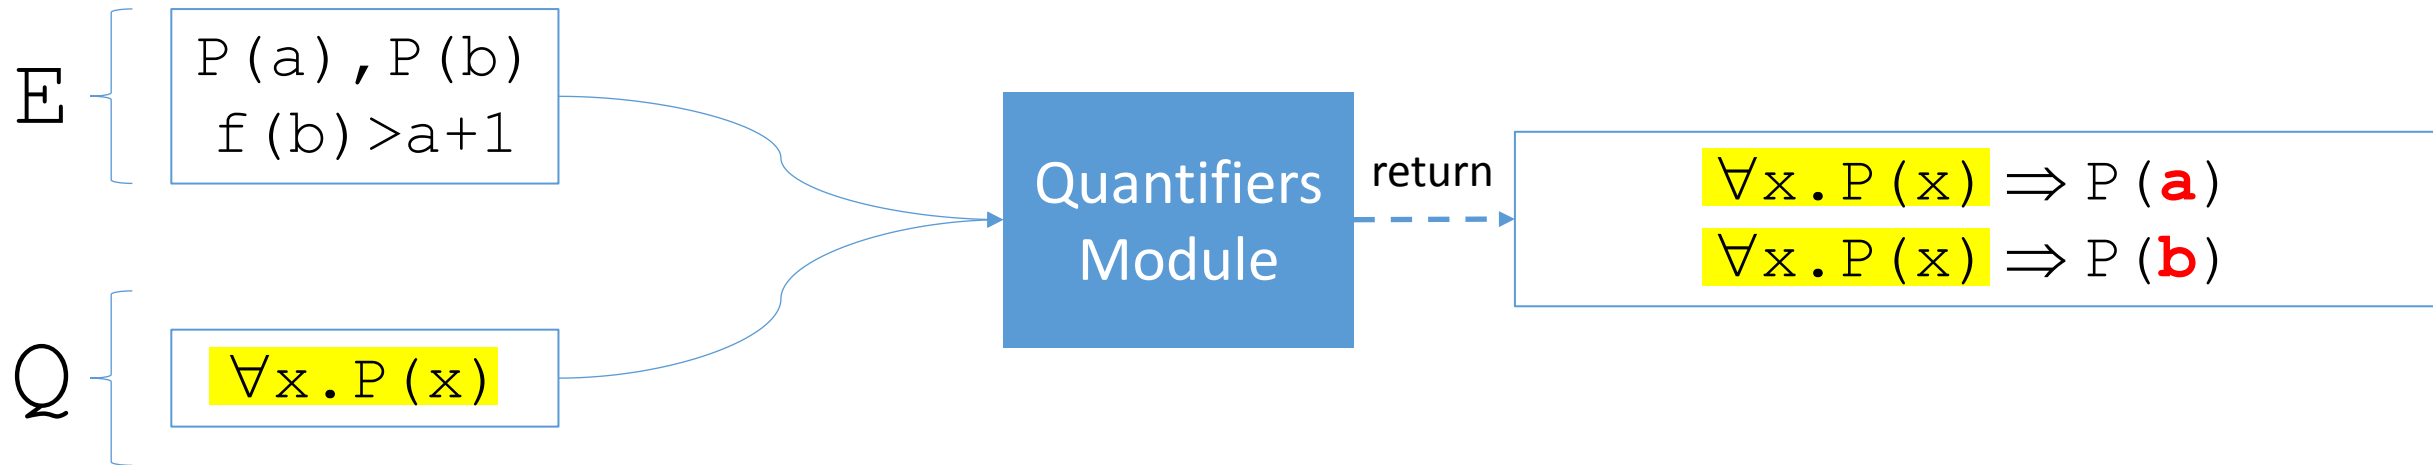 E
P(a),P(b)
f(b)>a+1
Q
∀x.P(x)
Quantifiers
Module
return
∀x.P(x)⇒P(a)
∀x.P(x)⇒P(b)